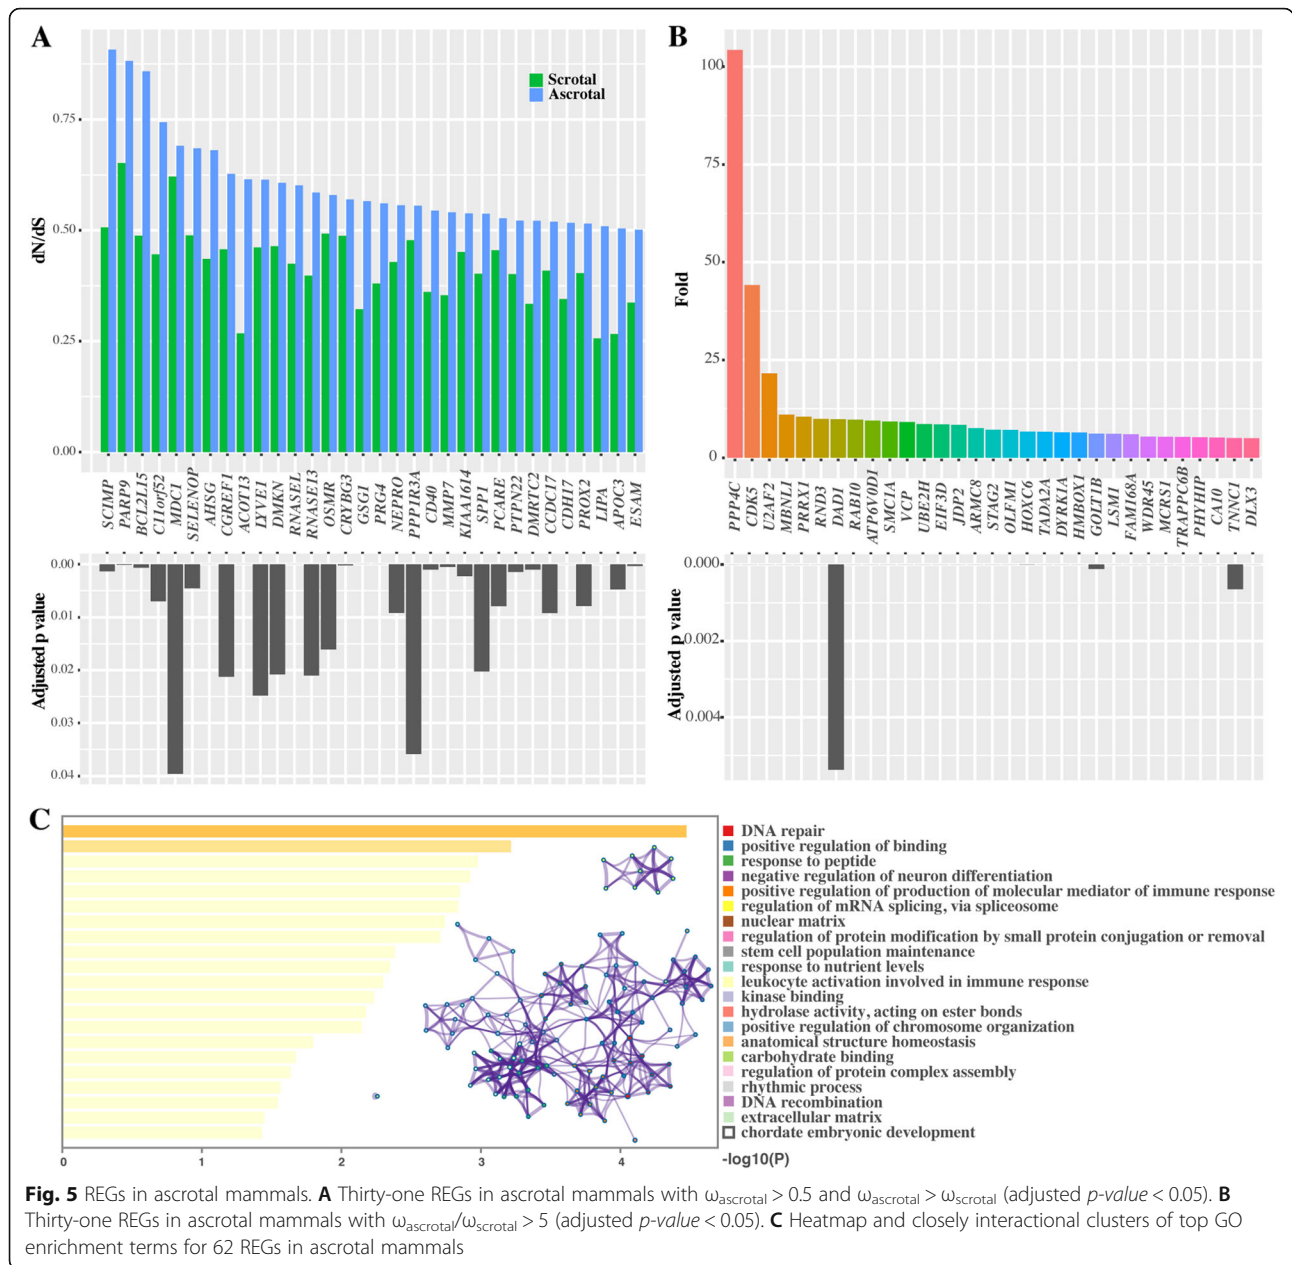 A
Scrotal
Ascrotal
dN/dS
0.75
0.50
0.25
0.00
SCIMP
PARP9
BCL2L15
C11orf52
MDC1
SELENOP
AHSG
CGREF1
ACOT13
LYVE1
DMKN
RNASEL
RNASE13
OSMR
CRYBG3
GSG1
PRG4
NEPRO
PPP1R3A
CD40
MMP7
KIAA1614
SPP1
PCARE
PTPN22
DMRTC2
CCDC17
CDH17
PROX2
LIPA
APOC3
ESAM
Adjusted p value
0.00
0.01
0.02
0.03
0.04
B
Fold
100
75
50
25
0
PPP4C
CDK5
U2AF2
MBNL1
PRRX1
RND3
DAD1
RAB10
ATP6V0D1
SMC1A
VCP
UBE2H
EIF3D
JDP2
ARMC8
STAG2
OLFM1
HOXC6
TADA2A
DYRK1A
HMBOX1
GOLT1B
LSM1
FAM168A
WDR45
MCRS1
TRAPPC6B
PHYHIP
CA10
TNNC1
DLX3
Adjusted p value
0.000
0.002
0.004
C
DNA repair
positive regulation of binding
response to peptide
negative regulation of neuron differentiation
positive regulation of production of molecular mediator of immune response
regulation of mRNA splicing, via spliceosome
nuclear matrix
regulation of protein modification by small protein conjugation or removal
stem cell population maintenance
response to nutrient levels
leukocyte activation involved in immune response
kinase binding
hydrolase activity, acting on ester bonds
positive regulation of chromosome organization
anatomical structure homeostasis
carbohydrate binding
regulation of protein complex assembly
rhythmic process
DNA recombination
extracellular matrix
chordate embryonic development
0 1 2 3 4 -log10(P)
Fig. 5 REGs in ascrotal mammals. A Thirty-one REGs in ascrotal mammals with ωascrotal > 0.5 and ωascrotal > ωscrotal (adjusted p-value < 0.05). B
Thirty-one REGs in ascrotal mammals with ωascrotal/ωscrotal > 5 (adjusted p-value < 0.05). C Heatmap and closely interactional clusters of top GO
enrichment terms for 62 REGs in ascrotal mammals